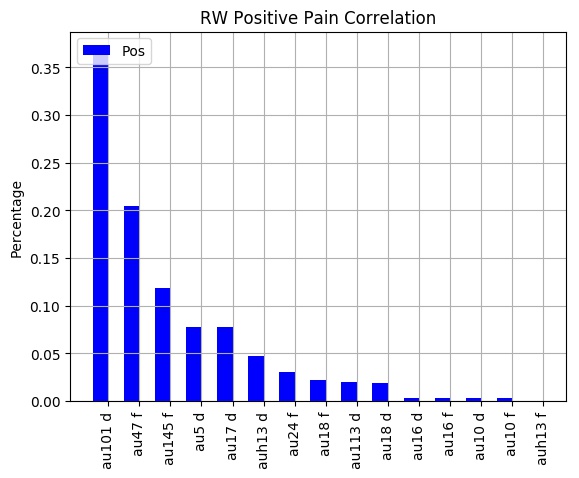 RW Positive Pain Correlation
Pos
Percentage
0.35
0.30
0.25
0.20
0.15
0.10
0.05
0.00
au101 d
au47 f
au145 f
au5 d
au17 d
auh13 d
au24 f
au18 f
au113 d
au18 d
au16 d
au16 f
au10 d
au10 f
auh13 f